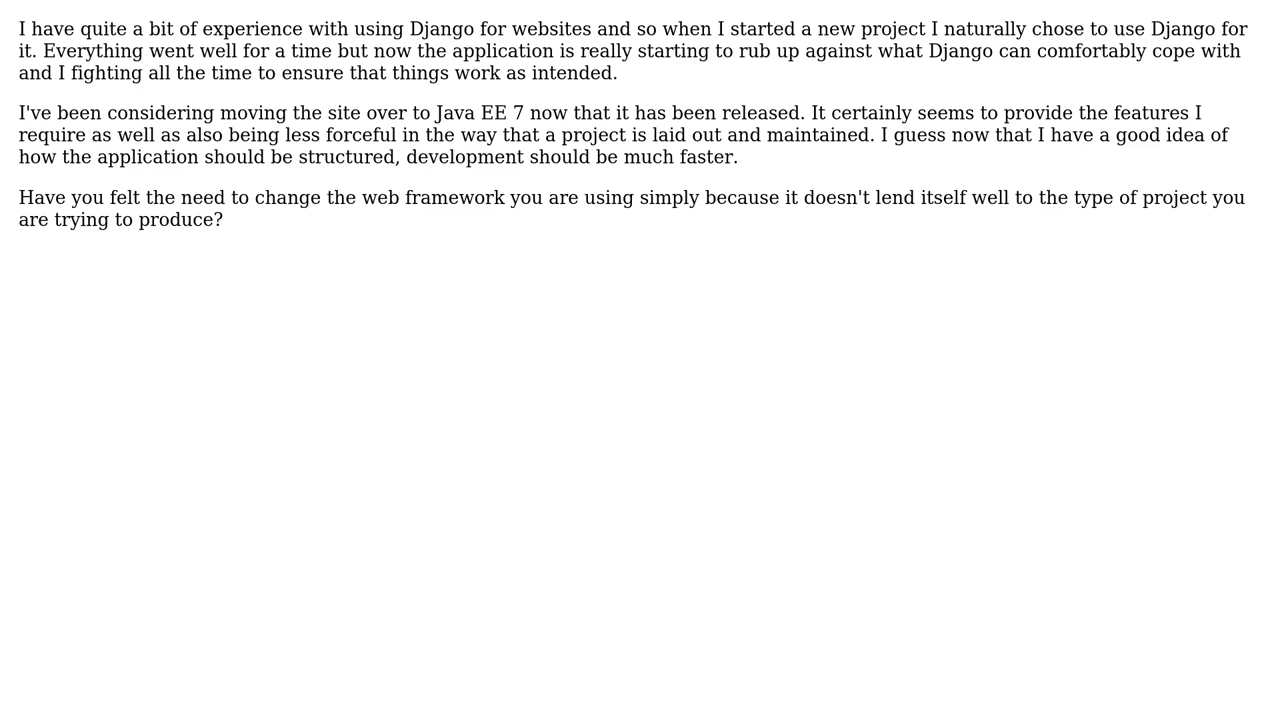 I have quite a bit of experience with using Django for websites and so when I started a new project I naturally chose to use Django for
it. Everything went well for a time but now the application is really starting to rub up against what Django can comfortably cope with
and I fighting all the time to ensure that things work as intended.
I've been considering moving the site over to Java EE 7 now that it has been released. It certainly seems to provide the features I
require as well as also being less forceful in the way that a project is laid out and maintained. I guess now that I have a good idea of
how the application should be structured, development should be much faster.
Have you felt the need to change the web framework you are using simply because it doesn't lend itself well to the type of project you
are trying to produce?